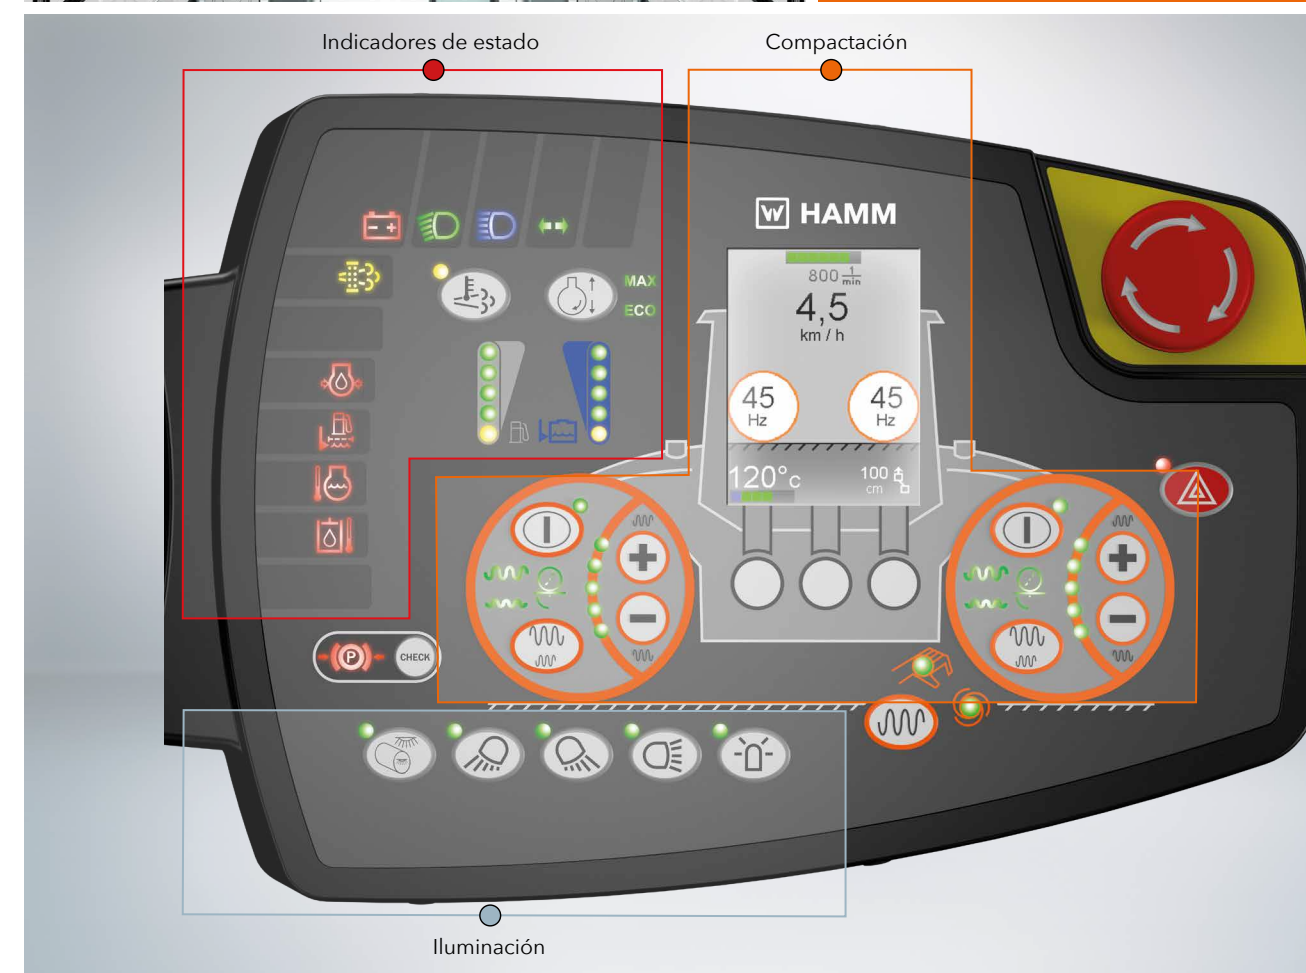 Indicadores de estado
Compactación
W HAMM
MAX
ECO
800 1/min
4,5
km / h
45
Hz
45
Hz
120°c
100
cm
P
CHECK
Iluminación